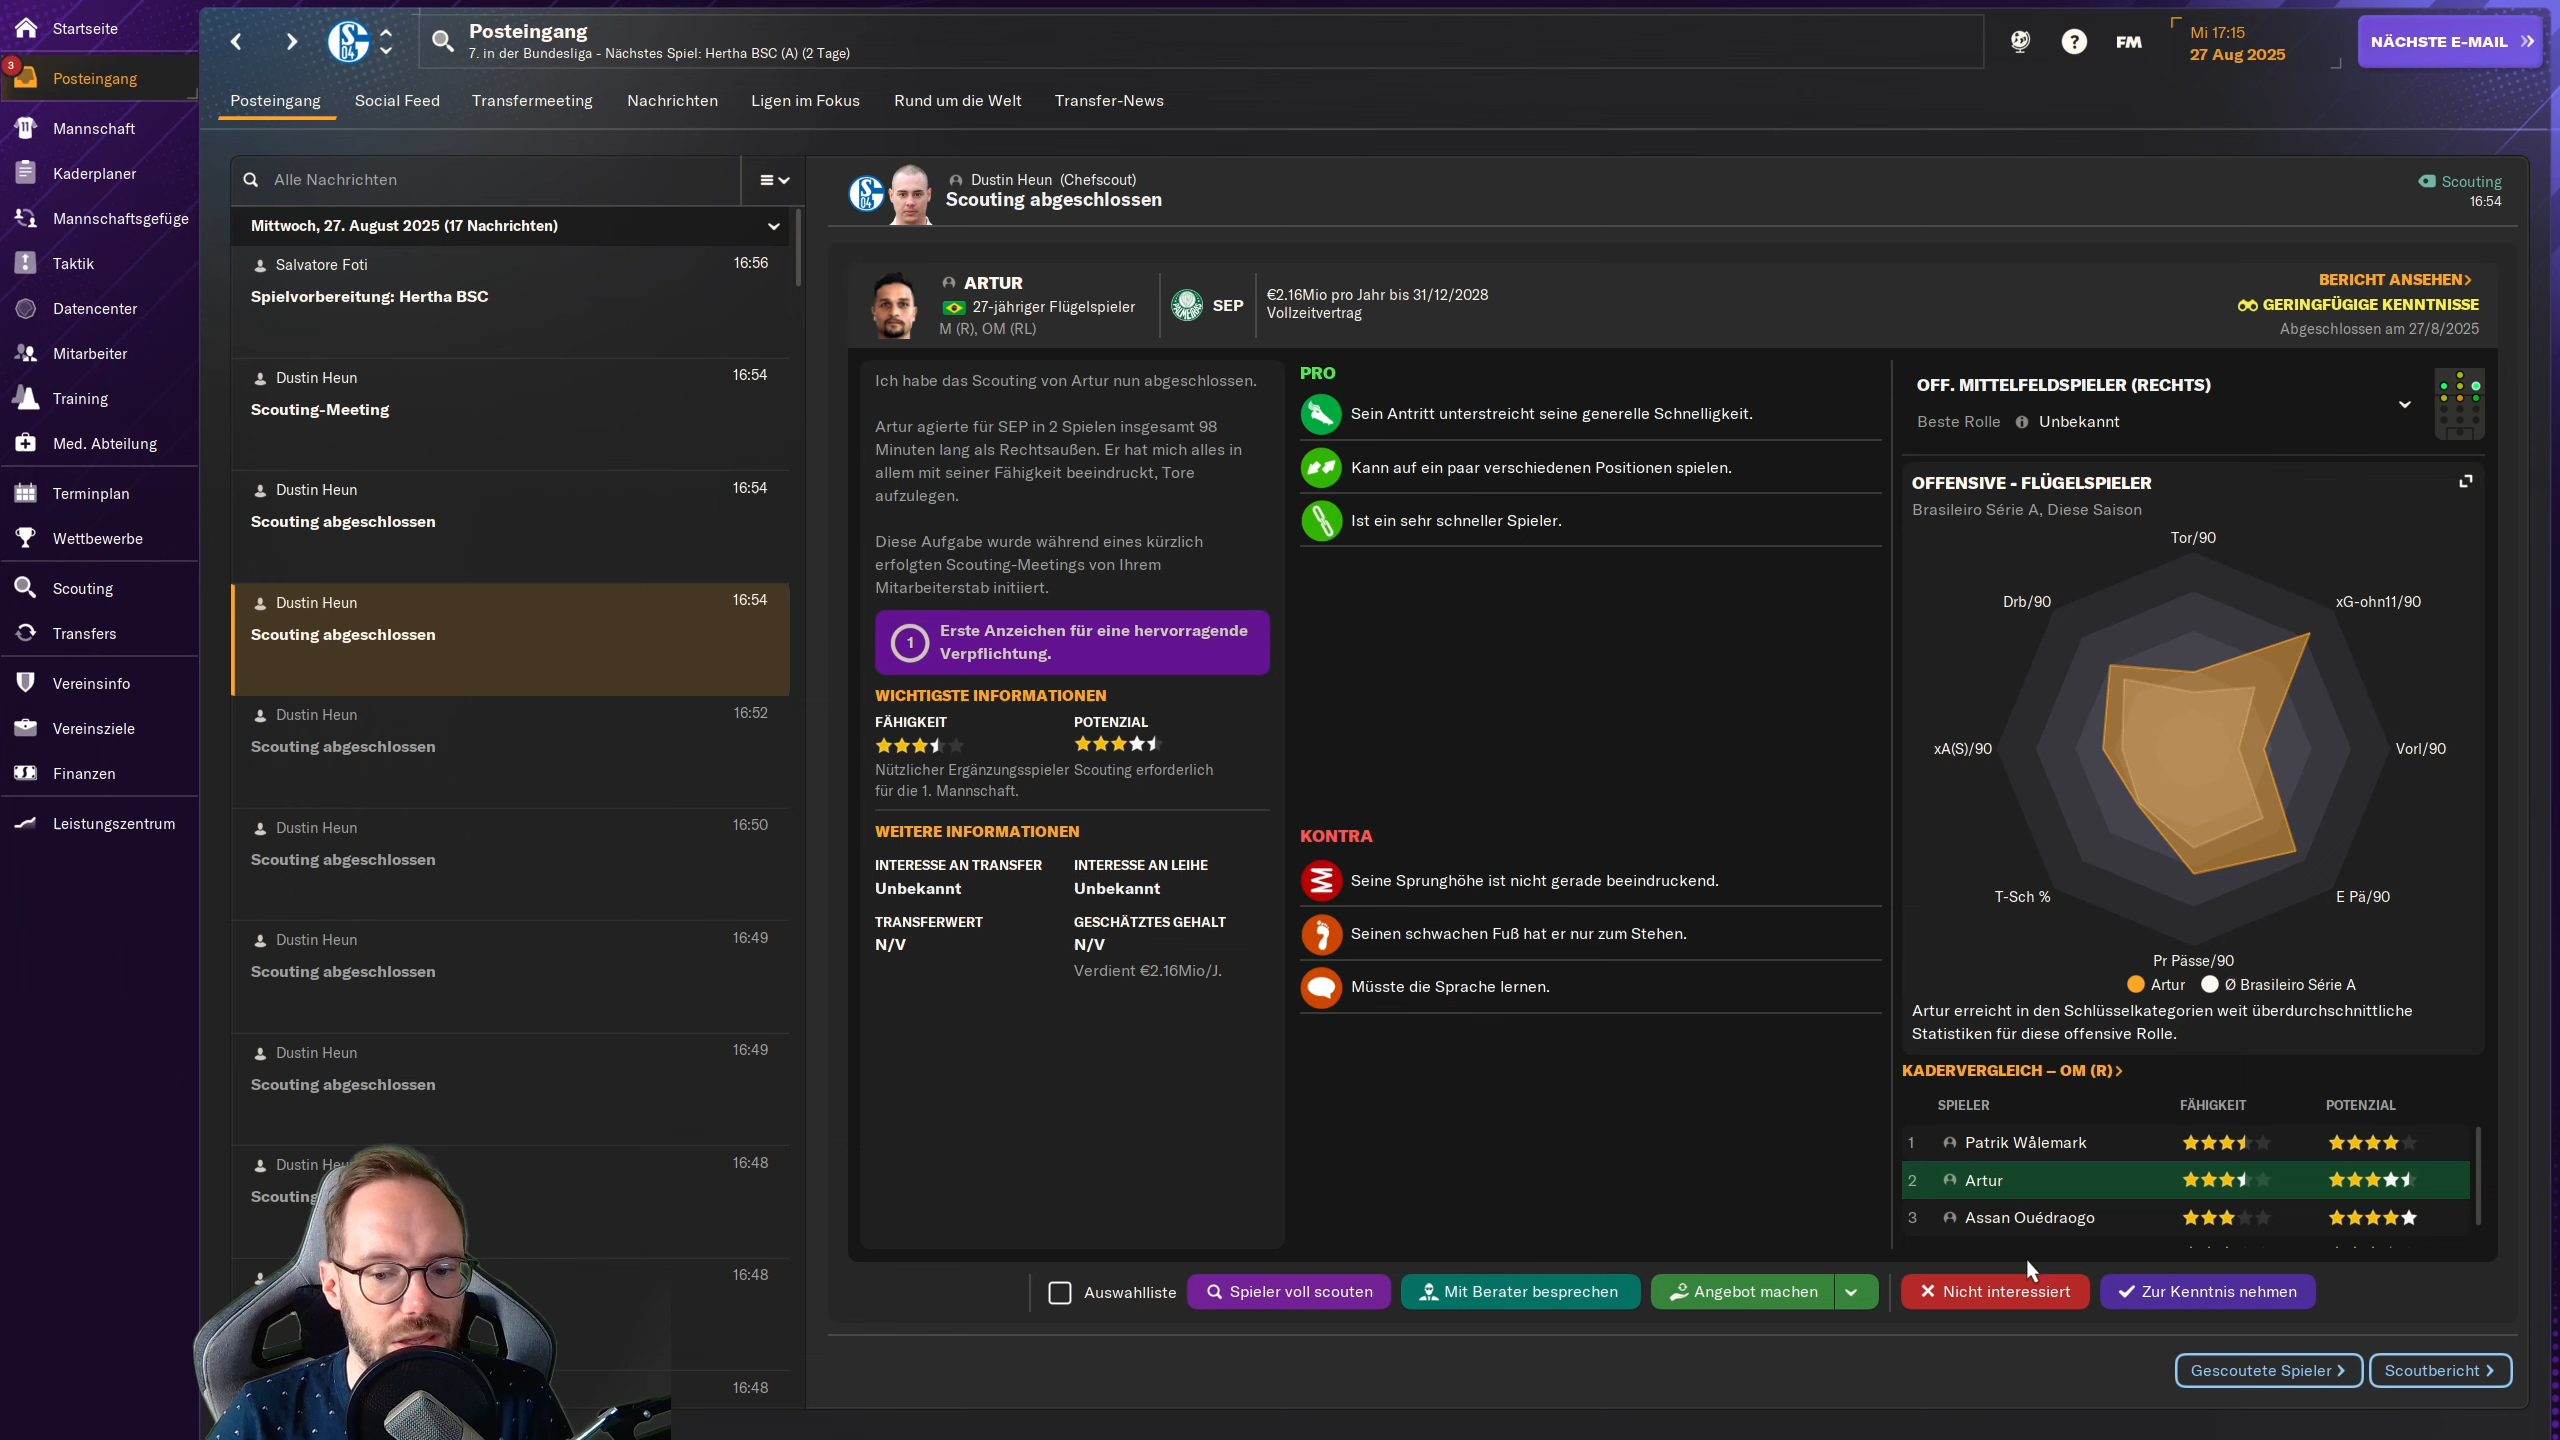 Startseite
3
Posteingang
Mannschaft
Kaderplaner
Mannschaftsgefüge
Taktik
Datencenter
Mitarbeiter
Training
Med. Abteilung
Terminplan
Wettbewerbe
Scouting
Transfers
Vereinsinfo
Vereinsziele
Finanzen
Leistungszentrum
Posteingang
7. in der Bundesliga - Nächstes Spiel: Hertha BSC (A) (2 Tage)
?
FM
Mi 17:15
27 Aug 2025
NÄCHSTE E-MAIL
Posteingang
Social Feed
Transfermeeting
Nachrichten
Ligen im Fokus
Rund um die Welt
Transfer-News
Alle Nachrichten
Mittwoch, 27. August 2025 (17 Nachrichten)
Salvatore Foti 16:56
Spielvorbereitung: Hertha BSC
Dustin Heun 16:54
Scouting-Meeting
Dustin Heun 16:54
Scouting abgeschlossen
Dustin Heun 16:54
Scouting abgeschlossen
Dustin Heun 16:52
Scouting abgeschlossen
Dustin Heun 16:50
Scouting abgeschlossen
Dustin Heun 16:49
Scouting abgeschlossen
Dustin Heun 16:49
Scouting abgeschlossen
Dustin 16:48
Scouting
16:48
16:48
Dustin Heun (Chefscout)
Scouting abgeschlossen
Scouting
16:54
ARTUR
27-jähriger Flügelspieler
M (R), OM (RL)
SEP
€2.16Mio pro Jahr bis 31/12/2028
Vollzeitvertrag
BERICHT ANSEHEN
GERINGFÜGIGE KENNTNISSE
Abgeschlossen am 27/8/2025
Ich habe das Scouting von Artur nun abgeschlossen.
Artur agierte für SEP in 2 Spielen insgesamt 98
Minuten lang als Rechtsaußen. Er hat mich alles in
allem mit seiner Fähigkeit beeindruckt, Tore
aufzulegen.
Diese Aufgabe wurde während eines kürzlich
erfolgten Scouting-Meetings von Ihrem
Mitarbeiterstab initiiert.
1
Erste Anzeichen für eine hervorragende
Verpflichtung.
WICHTIGSTE INFORMATIONEN
FÄHIGKEIT POTENZIAL
Nützlicher Ergänzungsspieler Scouting erforderlich
für die 1. Mannschaft.
WEITERE INFORMATIONEN
INTERESSE AN TRANSFER INTERESSE AN LEIHE
Unbekannt Unbekannt
TRANSFERWERT GESCHÄTZTES GEHALT
N/V N/V
Verdient €2.16Mio/J.
PRO
Sein Antritt unterstreicht seine generelle Schnelligkeit.
Kann auf ein paar verschiedenen Positionen spielen.
Ist ein sehr schneller Spieler.
KONTRA
Seine Sprunghöhe ist nicht gerade beeindruckend.
Seinen schwachen Fuß hat er nur zum Stehen.
Müsste die Sprache lernen.
OFF. MITTELFELDSPIELER (RECHTS)
Beste Rolle Unbekannt
OFFENSIVE - FLÜGELSPIELER
Brasileiro Série A, Diese Saison
Tor/90
Drb/90 xG-ohn11/90
xA(S)/90 Vorl/90
T-Sch % E Pä/90
Pr Pässe/90
Artur Ø Brasileiro Série A
Artur erreicht in den Schlüsselkategorien weit überdurchschnittliche
Statistiken für diese offensive Rolle.
KADERVERGLEICH – OM (R)
SPIELER FÄHIGKEIT POTENZIAL
1 Patrik Wålemark
2 Artur
3 Assan Ouédraogo
Auswahlliste
Spieler voll scouten
Mit Berater besprechen
Angebot machen
Nicht interessiert
Zur Kenntnis nehmen
Gescoutete Spieler
Scoutbericht